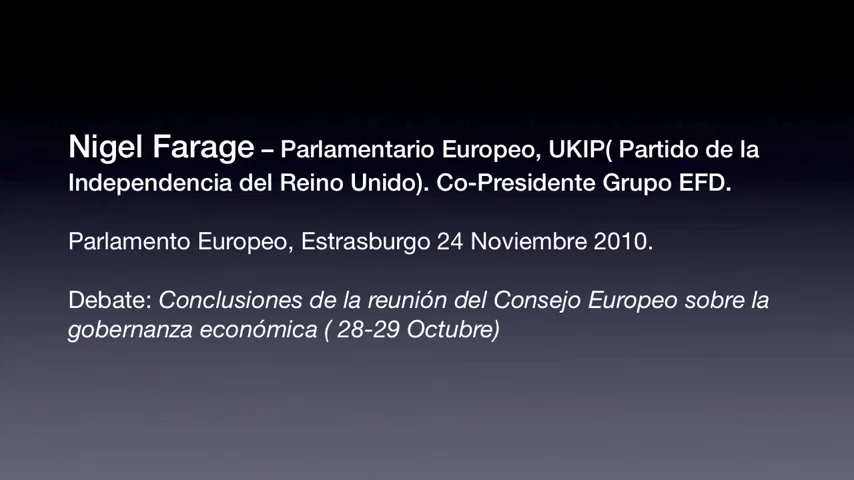 Nigel Farage – Parlamentario Europeo, UKIP( Partido de la
Independencia del Reino Unido). Co-Presidente Grupo EFD.
Parlamento Europeo, Estrasburgo 24 Noviembre 2010.
Debate: Conclusiones de la reunión del Consejo Europeo sobre la
gobernanza económica ( 28-29 Octubre)